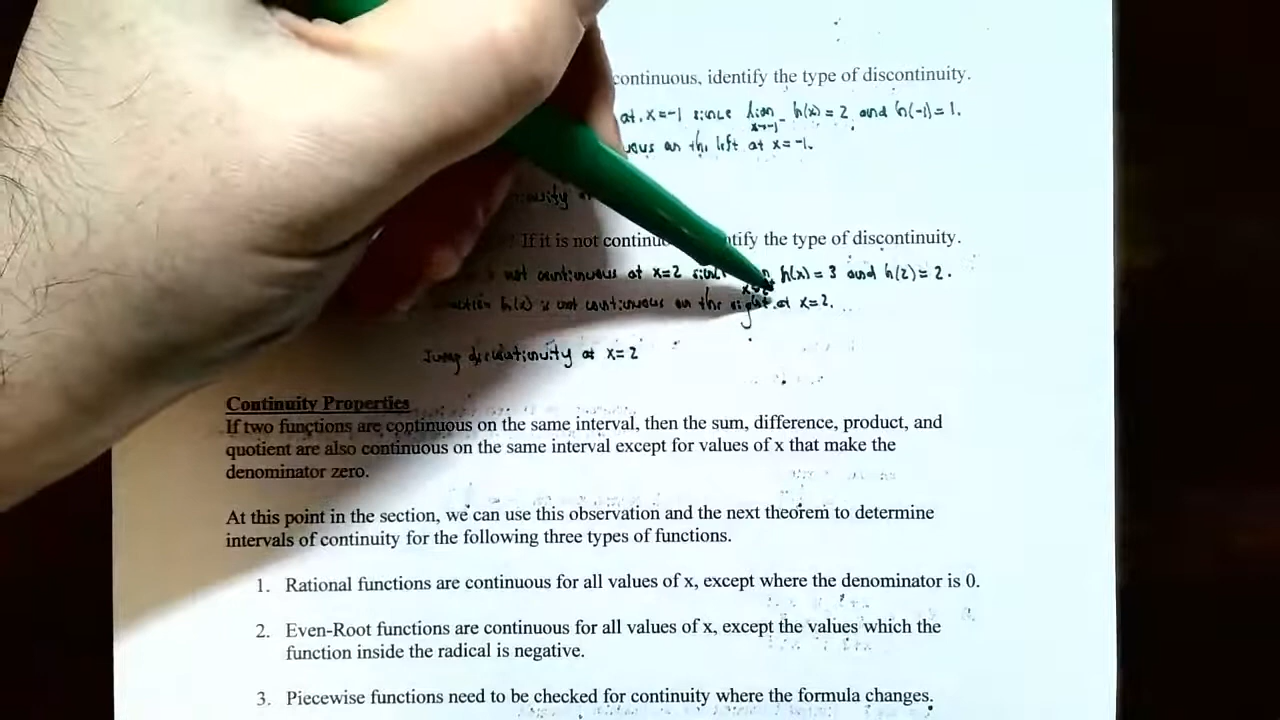 continuous, identify the type of discontinuity.
at x=-1 since lim h(x) = 2 and h(-1)=1.
x→-1⁻
on the left at x=-1.
If it is not the type of discontinuity.
not continuous at x=2 h(x) = 3 and h(2) = 2.
h(x) is not continuous on the right at x=2.
Jump discontinuity at x=2
Continuity Properties
If two functions are continuous on the same interval, then the sum, difference, product, and
quotient are also continuous on the same interval except for values of x that make the
denominator zero.
At this point in the section, we can use this observation and the next theorem to determine
intervals of continuity for the following three types of functions.
1. Rational functions are continuous for all values of x, except where the denominator is 0.
2. Even-Root functions are continuous for all values of x, except the values which the
function inside the radical is negative.
3. Piecewise functions need to be checked for continuity where the formula changes.